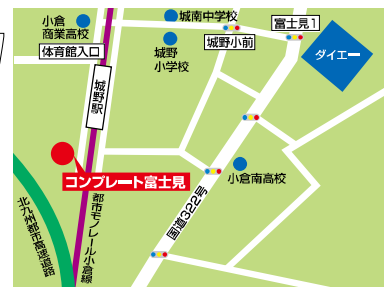 小倉
商業高校
城南中学校
富士見1
体育館入口
城野
小学校
城野小前
ダイエー
城野駅
コンプレート富士見
小倉南高校
国道322号
都市モノレール小倉線
北九州都市高速道路